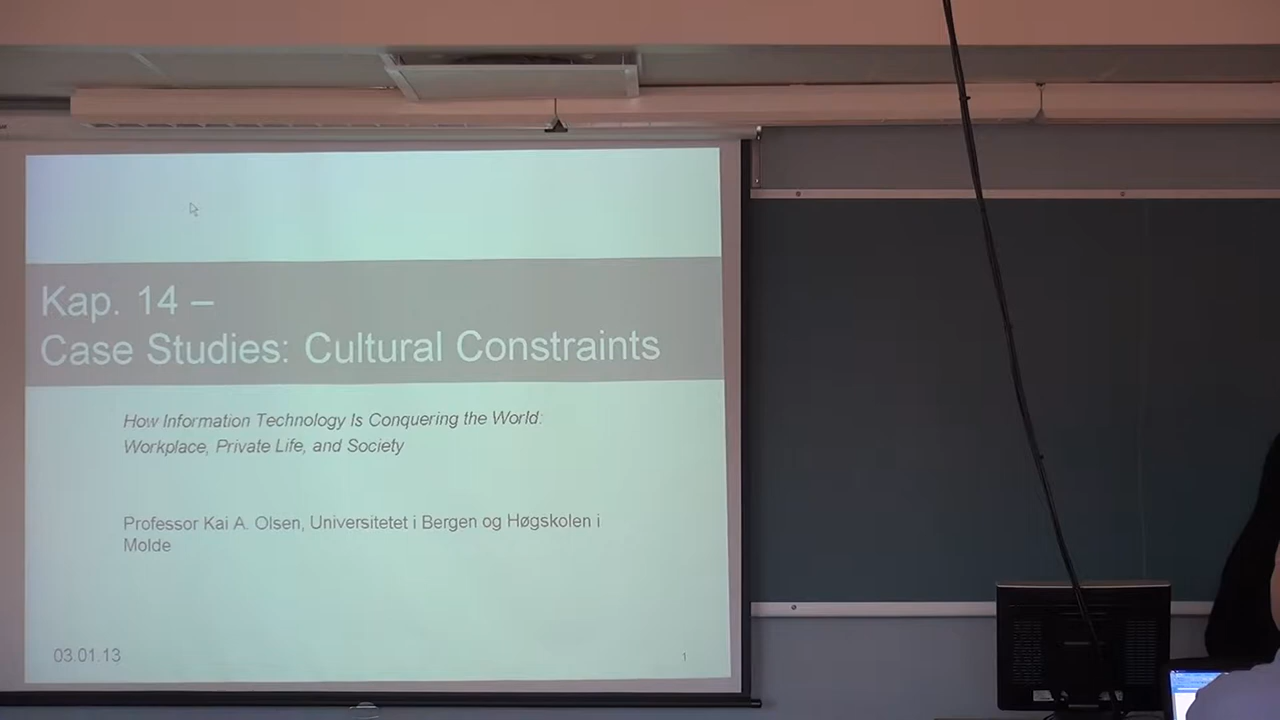 Kap. 14 –
Case Studies: Cultural Constraints
How Information Technology Is Conquering the World:
Workplace, Private Life, and Society
Professor Kai A. Olsen, Universitetet i Bergen og Høgskolen i
Molde
03.01.13
1